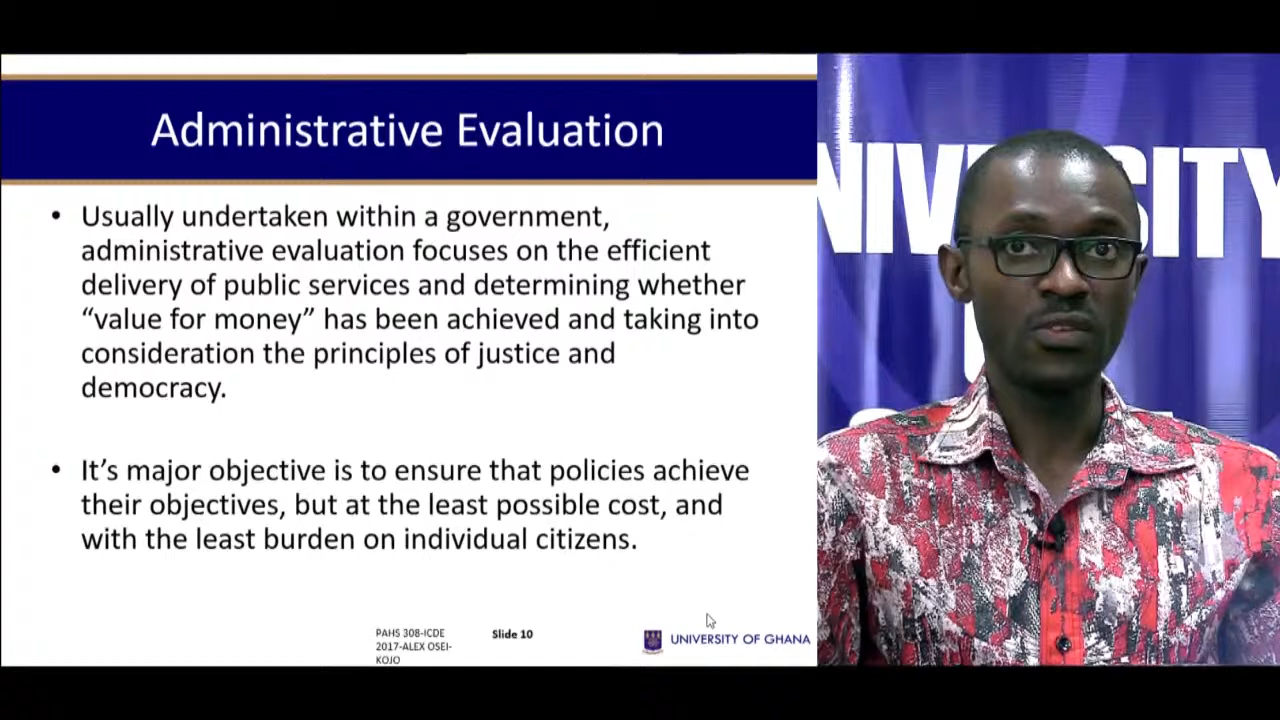 Administrative Evaluation
• Usually undertaken within a government,
administrative evaluation focuses on the efficient
delivery of public services and determining whether
“value for money” has been achieved and taking into
consideration the principles of justice and
democracy.
• It’s major objective is to ensure that policies achieve
their objectives, but at the least possible cost, and
with the least burden on individual citizens.
PAHS 308-ICDE
2017-ALEX OSEI-
KOJO
Slide 10
UNIVERSITY OF GHANA
NIVERSITY